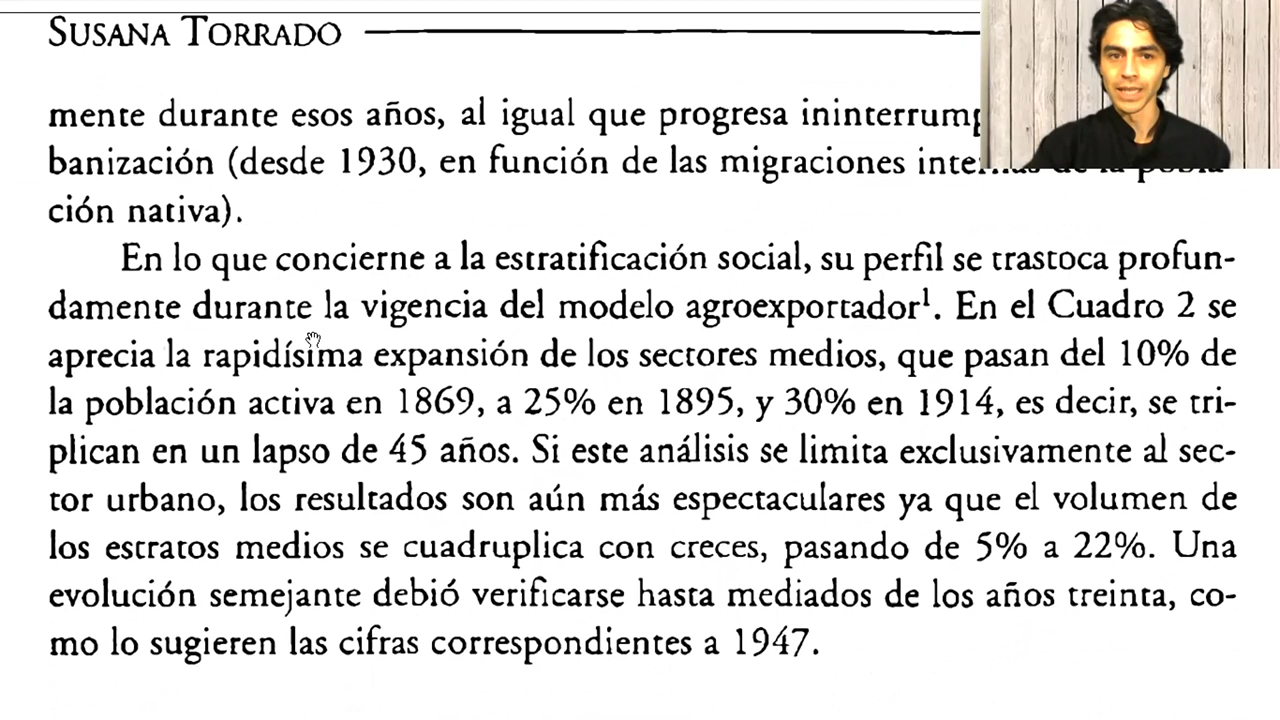 SUSANA TORRADO
mente durante esos años, al igual que progresa ininterrump
banización (desde 1930, en función de las migraciones internas de la pobla-
ción nativa).
En lo que concierne a la estratificación social, su perfil se trastoca profun-
damente durante la vigencia del modelo agroexportador¹. En el Cuadro 2 se
aprecia la rapidísima expansión de los sectores medios, que pasan del 10% de
la población activa en 1869, a 25% en 1895, y 30% en 1914, es decir, se tri-
plican en un lapso de 45 años. Si este análisis se limita exclusivamente al sec-
tor urbano, los resultados son aún más espectaculares ya que el volumen de
los estratos medios se cuadruplica con creces, pasando de 5% a 22%. Una
evolución semejante debió verificarse hasta mediados de los años treinta, co-
mo lo sugieren las cifras correspondientes a 1947.